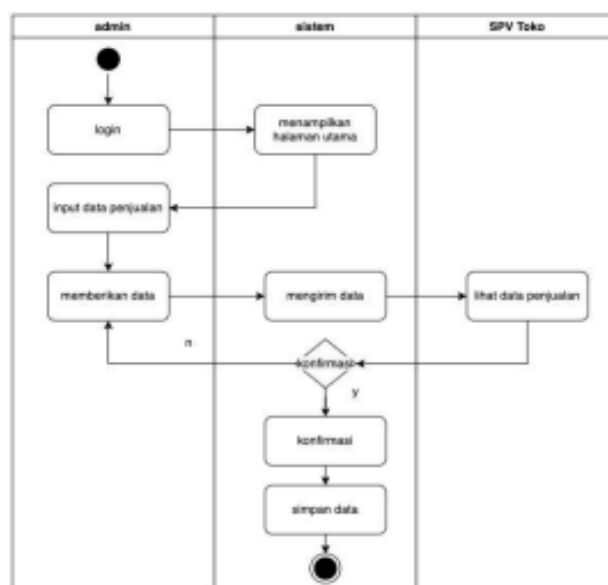 admin
sistem
SPV Toko
login
menampilkan
halaman utama
input data penjualan
memberikan data
mengirim data
lihat data penjualan
n
konfirmasi
y
konfirmasi
simpan data